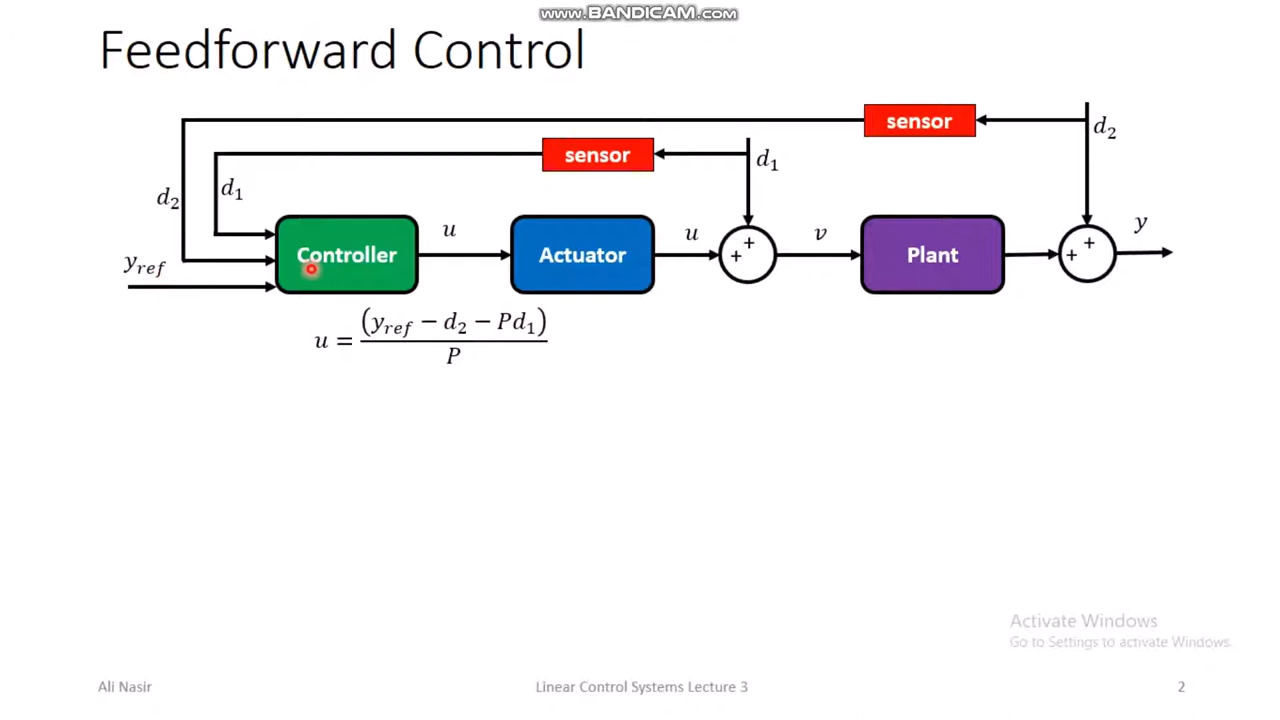 www.BANDICAM.com
Feedforward Control
sensor
d₂
sensor
d₁
d₂
d₁
y_ref
Controller
u
Actuator
u
+
+
v
Plant
+
+
y
u = (y_ref − d₂ − Pd₁) / P
Activate Windows
Go to Settings to activate Windows.
Ali Nasir
Linear Control Systems Lecture 3
2